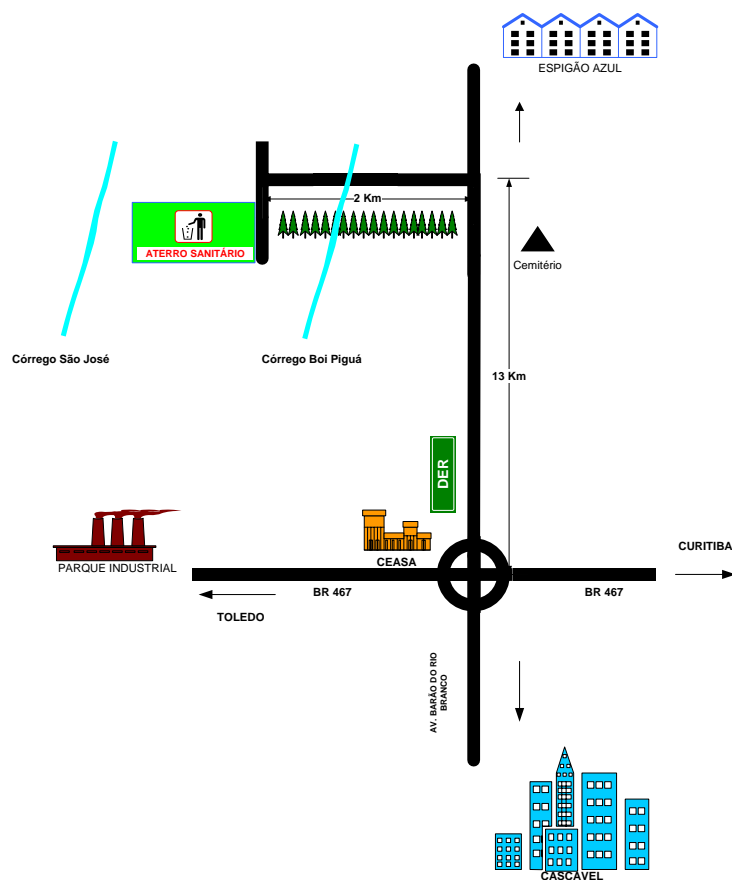 ESPIGÃO AZUL
2 Km
ATERRO SANITÁRIO
Cemitério
Córrego São José
Córrego Boi Piguá
13 Km
DER
CEASA
CURITIBA
PARQUE INDUSTRIAL
BR 467
BR 467
TOLEDO
AV. BARÃO DO RIO
BRANCO
CASCÁVEL